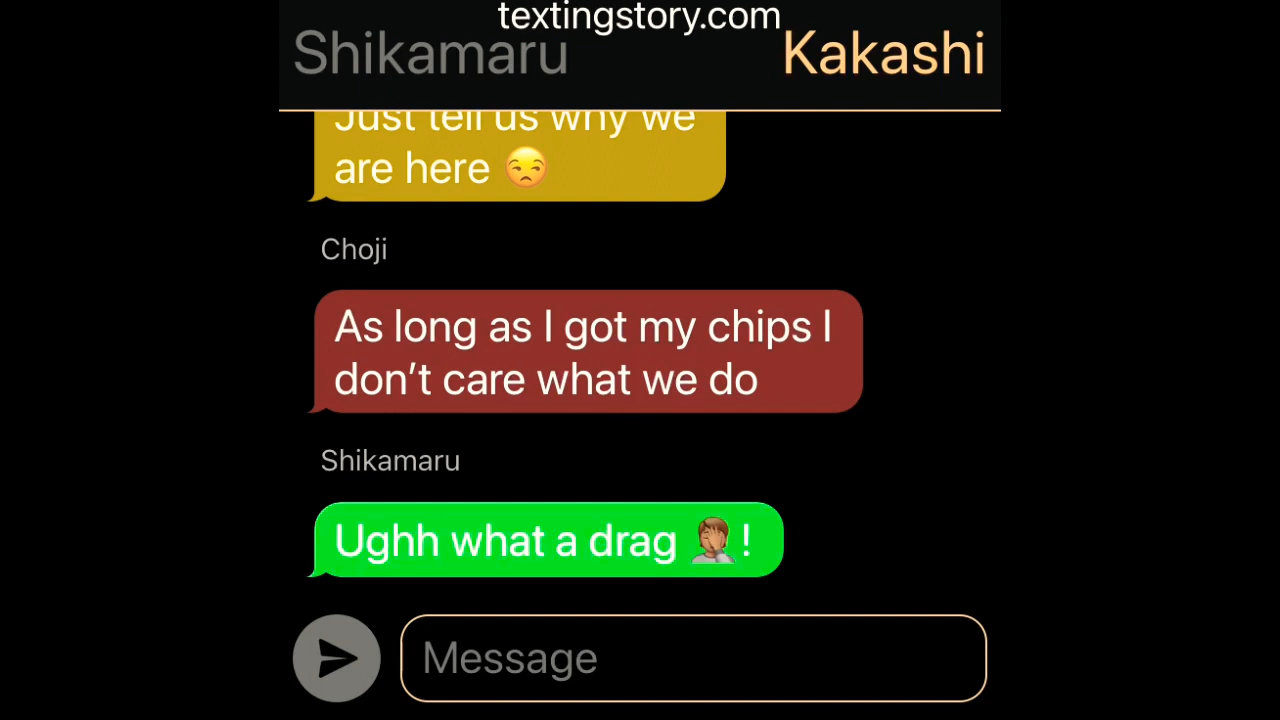 textingstory.com
Shikamaru Kakashi
Just tell us why we
are here 😒
Choji
As long as I got my chips I
don’t care what we do
Shikamaru
Ughh what a drag 🤦🏽!
Message